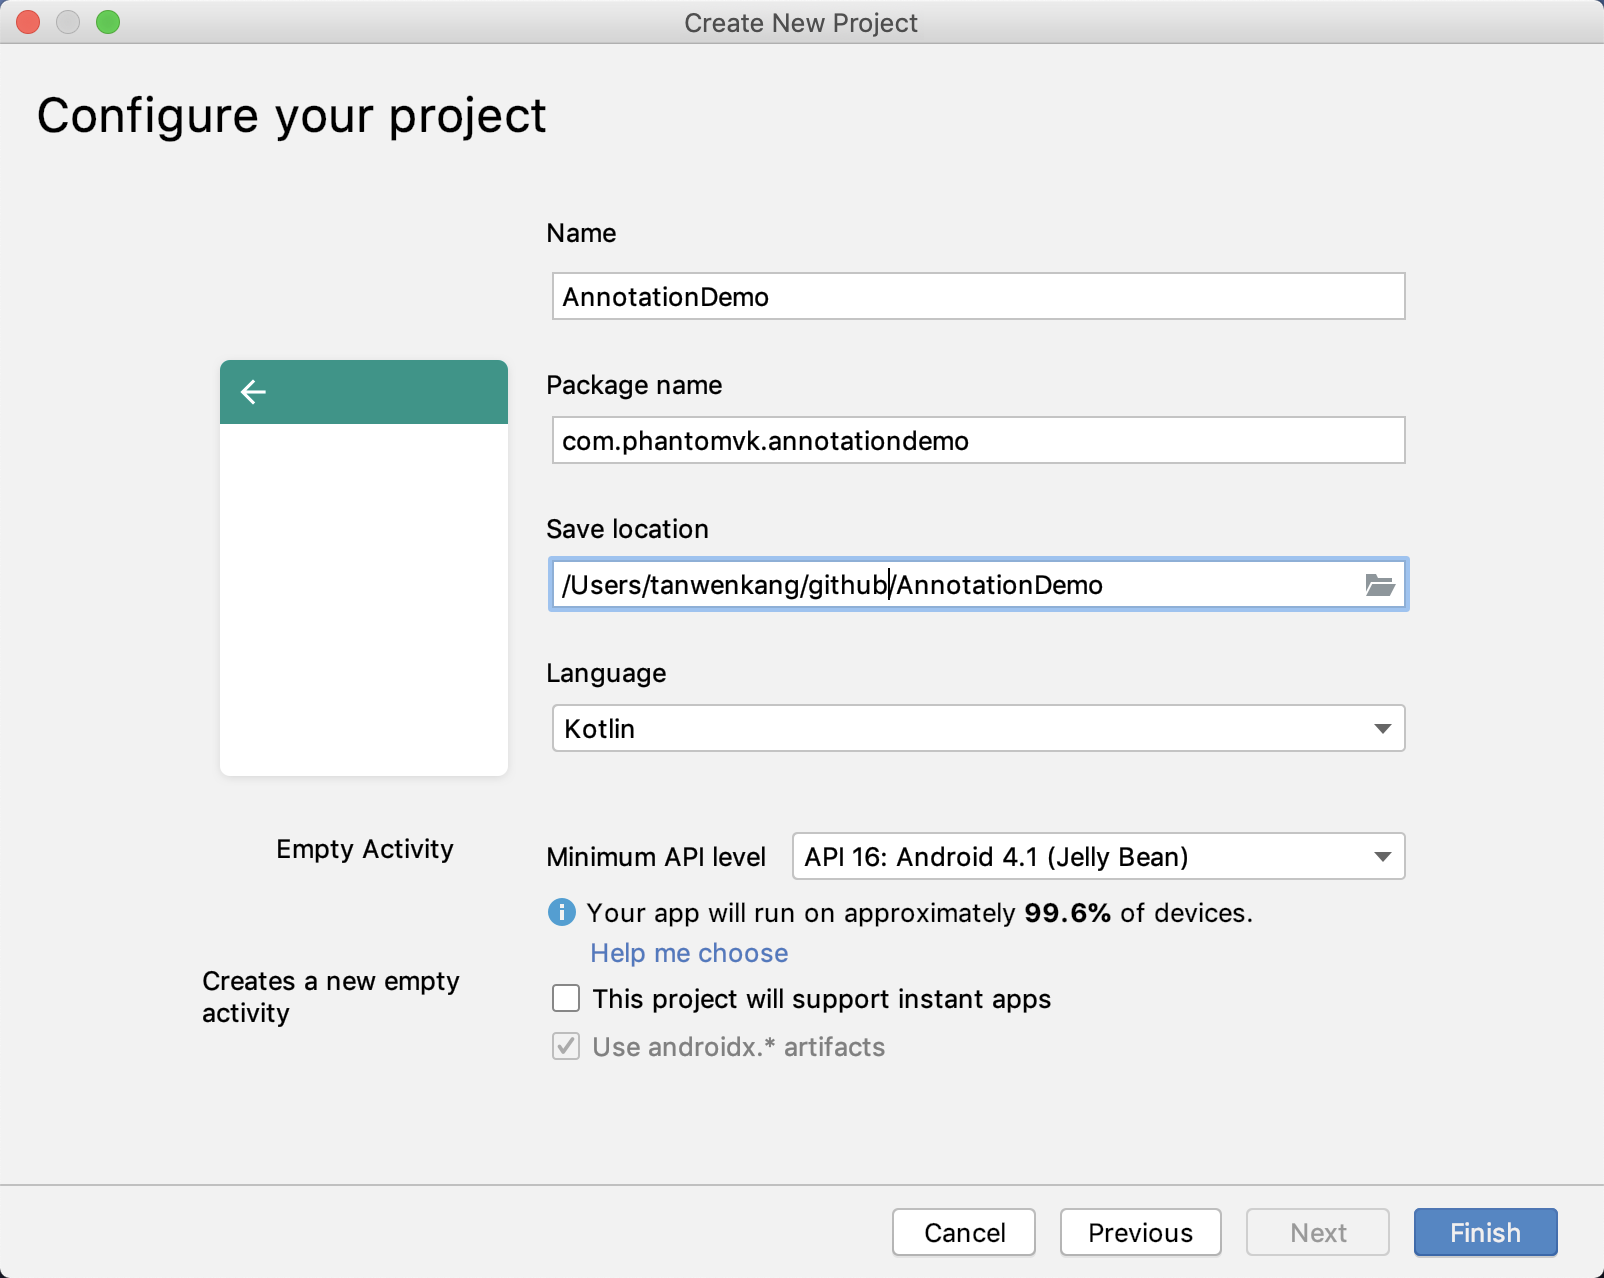 Create New Project
Configure your project
Name
AnnotationDemo
Package name
com.phantomvk.annotationdemo
Save location
/Users/tanwenkang/github/AnnotationDemo
Language
Kotlin
Empty Activity
Minimum API level API 16: Android 4.1 (Jelly Bean)
Your app will run on approximately 99.6% of devices.
Help me choose
Creates a new empty
activity
This project will support instant apps
Use androidx.* artifacts
Cancel Previous Next Finish